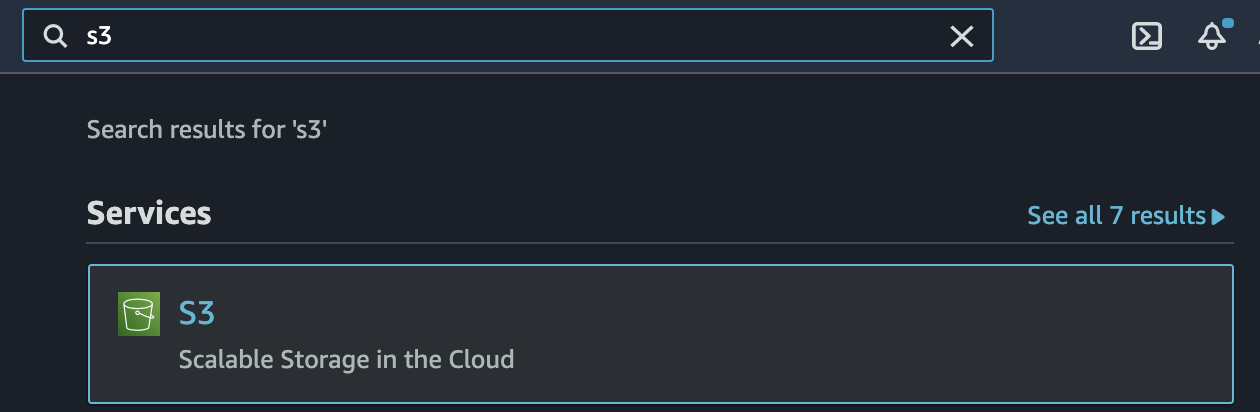 s3
Search results for 's3'
Services
See all 7 results
S3
Scalable Storage in the Cloud